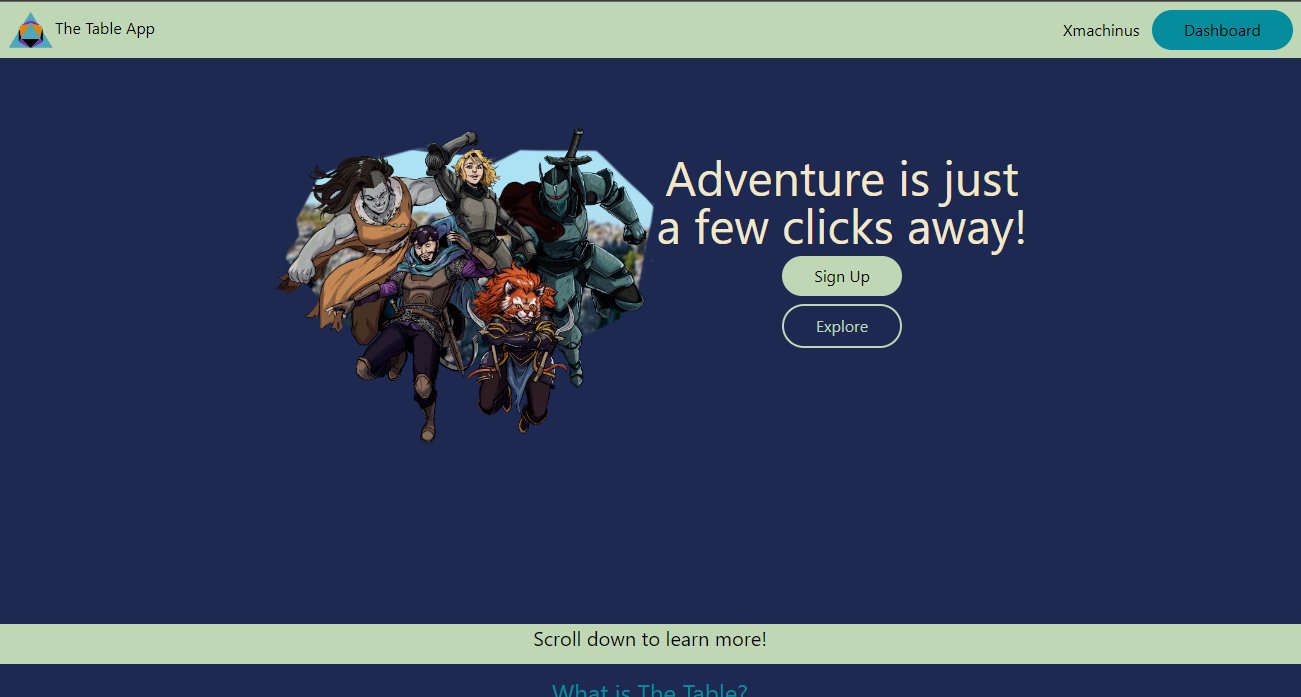 The Table App
Xmachinus
Dashboard
Adventure is just
a few clicks away!
Sign Up
Explore
Scroll down to learn more!
What is The Table?